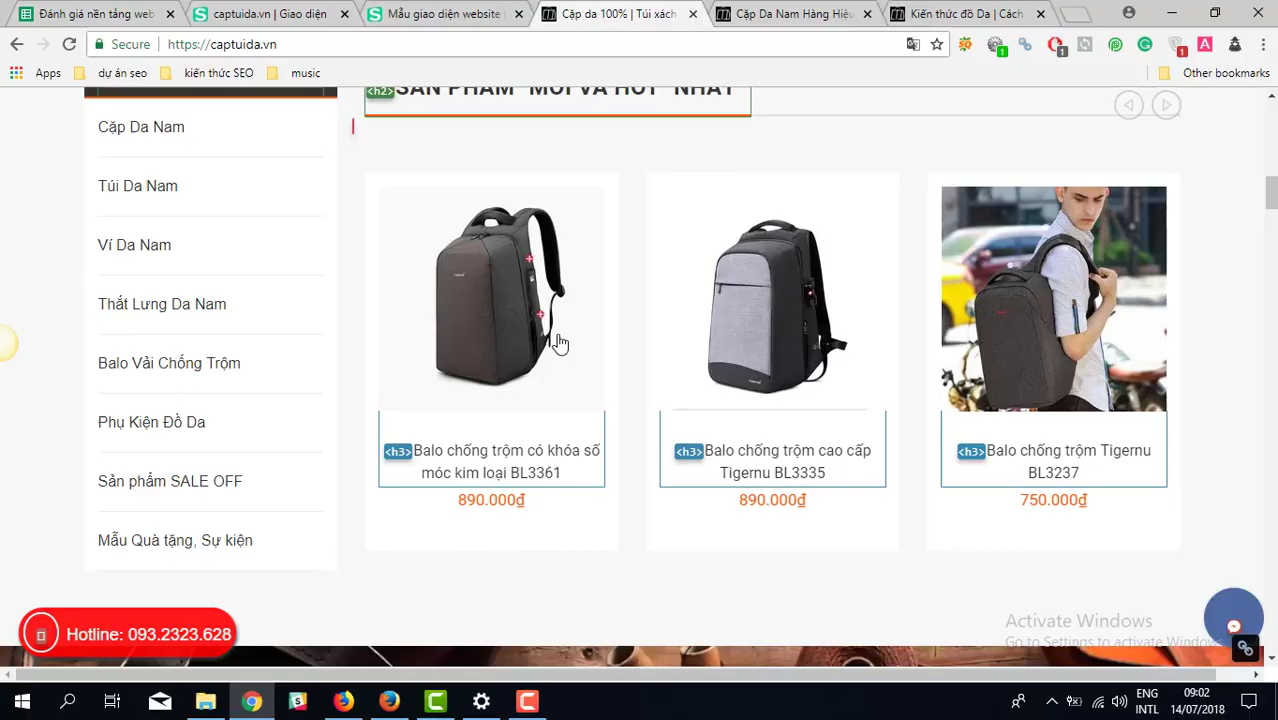 Đánh giá nền tảng web
captuida.vn | Giao diện
Mẫu giao diện website
Cặp da 100% | Túi xách
Cặp Da Nam Hàng Hiệu
Kiến thức đồ Da | Cách
Secure
https://captuida.vn
1
1
1
A
Apps
dự án seo
kiến thức SEO
music
Other bookmarks
<h2>SẢN PHẨM "MỚI VÀ HOT" NHẤT
Cặp Da Nam
Túi Da Nam
Ví Da Nam
Thắt Lưng Da Nam
Balo Vải Chống Trộm
Phụ Kiện Đồ Da
Sản phẩm SALE OFF
Mẫu Quà tặng, Sự kiện
<h3>Balo chống trộm có khóa số
móc kim loại BL3361
890.000₫
<h3>Balo chống trộm cao cấp
Tigernu BL3335
890.000₫
<h3>Balo chống trộm Tigernu
BL3237
750.000₫
Hotline: 093.2323.628
Activate Windows
Go to Settings to activate Windows.
ENG
INTL
09:02
14/07/2018